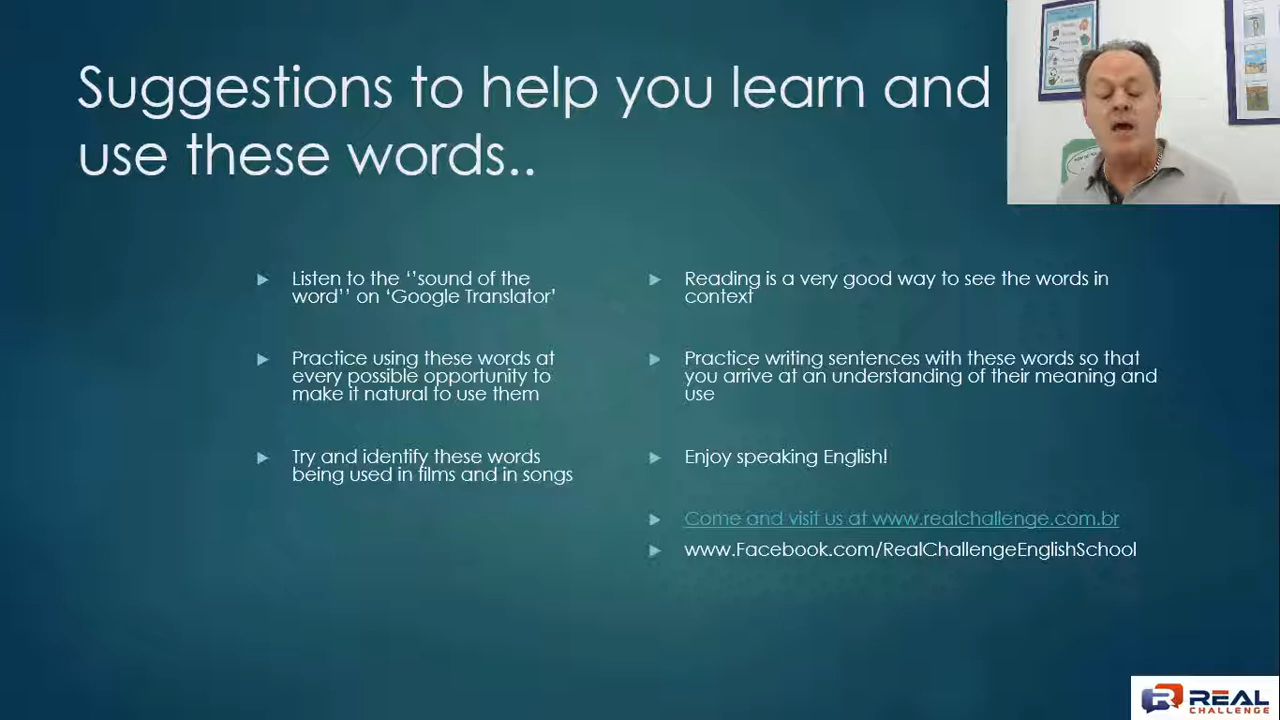 Suggestions to help you learn and
use these words..
Listen to the ‘’sound of the
word’’ on ‘Google Translator’
Practice using these words at
every possible opportunity to
make it natural to use them
Try and identify these words
being used in films and in songs
Reading is a very good way to see the words in
context
Practice writing sentences with these words so that
you arrive at an understanding of their meaning and
use
Enjoy speaking English!
Come and visit us at www.realchallenge.com.br
www.Facebook.com/RealChallengeEnglishSchool
REAL
CHALLENGE